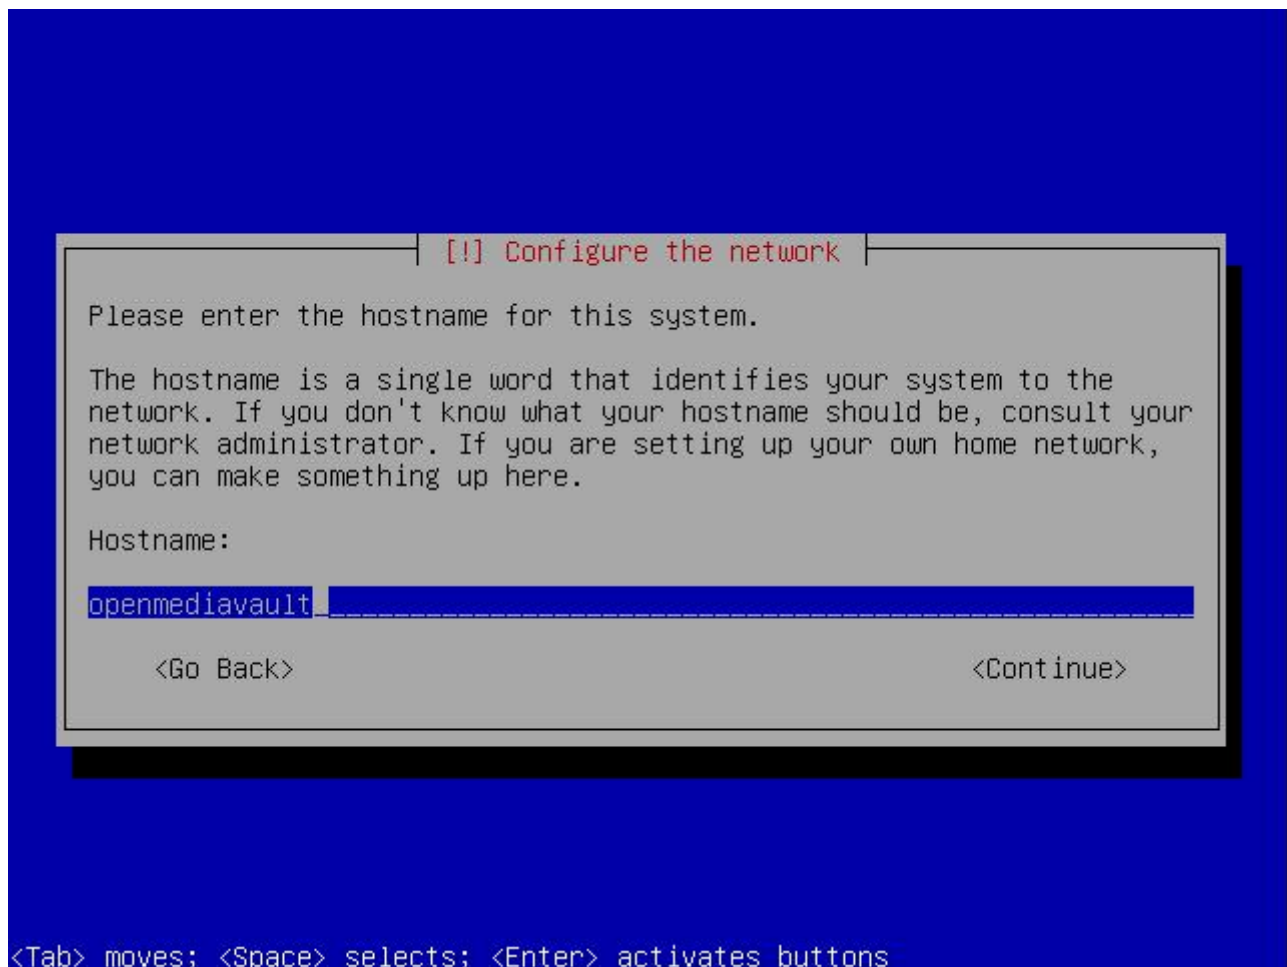 [!] Configure the network
Please enter the hostname for this system.
The hostname is a single word that identifies your system to the
network. If you don't know what your hostname should be, consult your
network administrator. If you are setting up your own home network,
you can make something up here.
Hostname:
openmediavault
<Go Back> <Continue>
<Tab> moves; <Space> selects; <Enter> activates buttons